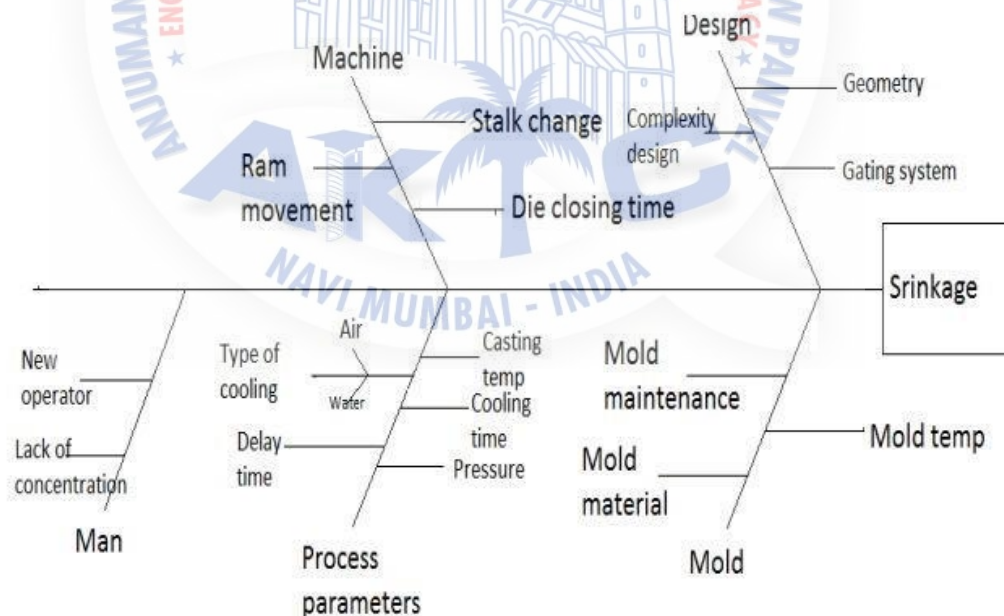 Machine
Stalk change
Ram
movement
Die closing time
Design
Geometry
Complexity
design
Gating system
Srinkage
New
operator
Lack of
concentration
Man
Type of
cooling
Air
Water
Delay
time
Casting
temp
Cooling
time
Pressure
Process
parameters
Mold
maintenance
Mold
material
Mold temp
Mold
ANJUMAN
AKTC
NAVI MUMBAI - INDIA